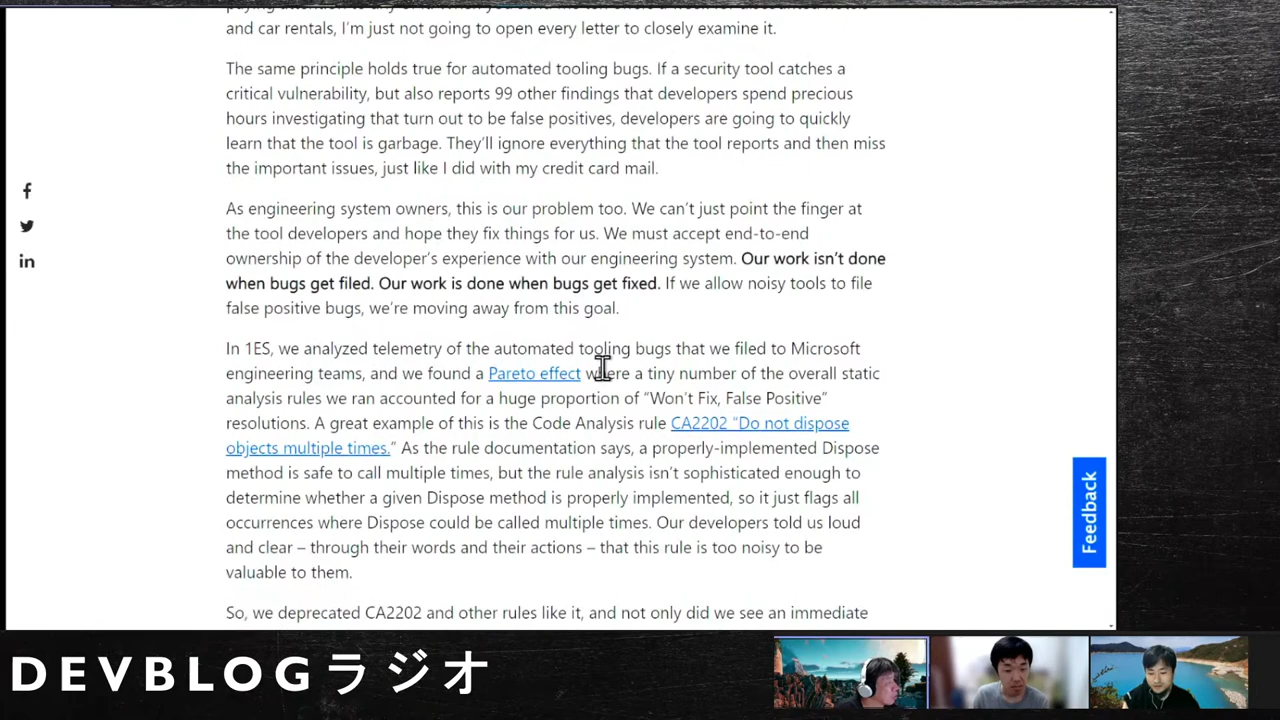 and car rentals, I'm just not going to open every letter to closely examine it.
The same principle holds true for automated tooling bugs. If a security tool catches a
critical vulnerability, but also reports 99 other findings that developers spend precious
hours investigating that turn out to be false positives, developers are going to quickly
learn that the tool is garbage. They'll ignore everything that the tool reports and then miss
the important issues, just like I did with my credit card mail.
As engineering system owners, this is our problem too. We can't just point the finger at
the tool developers and hope they fix things for us. We must accept end-to-end
ownership of the developer's experience with our engineering system. Our work isn't done
when bugs get filed. Our work is done when bugs get fixed. If we allow noisy tools to file
false positive bugs, we're moving away from this goal.
In 1ES, we analyzed telemetry of the automated tooling bugs that we filed to Microsoft
engineering teams, and we found a Pareto effect where a tiny number of the overall static
analysis rules we ran accounted for a huge proportion of "Won't Fix, False Positive"
resolutions. A great example of this is the Code Analysis rule CA2202 "Do not dispose
objects multiple times." As the rule documentation says, a properly-implemented Dispose
method is safe to call multiple times, but the rule analysis isn't sophisticated enough to
determine whether a given Dispose method is properly implemented, so it just flags all
occurrences where Dispose could be called multiple times. Our developers told us loud
and clear – through their words and their actions – that this rule is too noisy to be
valuable to them.
So, we deprecated CA2202 and other rules like it, and not only did we see an immediate
Feedback
DEVBLOGラジオ